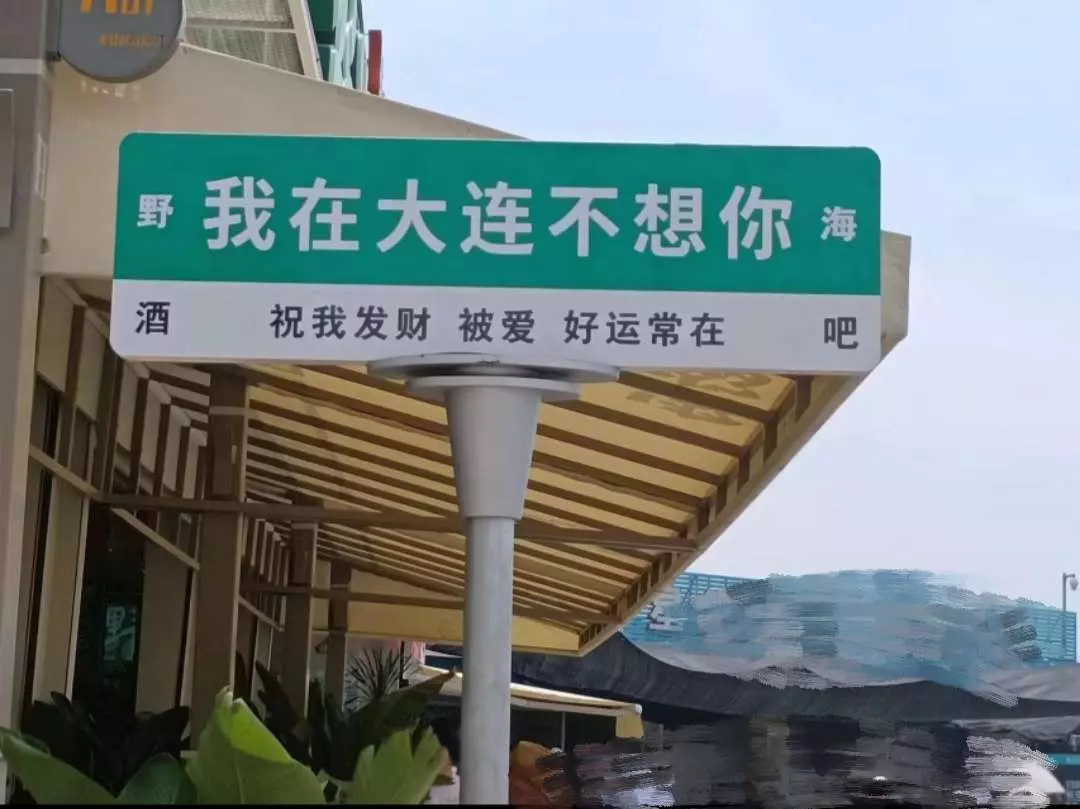 野 我在大连不想你 海
酒 祝我发财 被爱 好运常在 吧